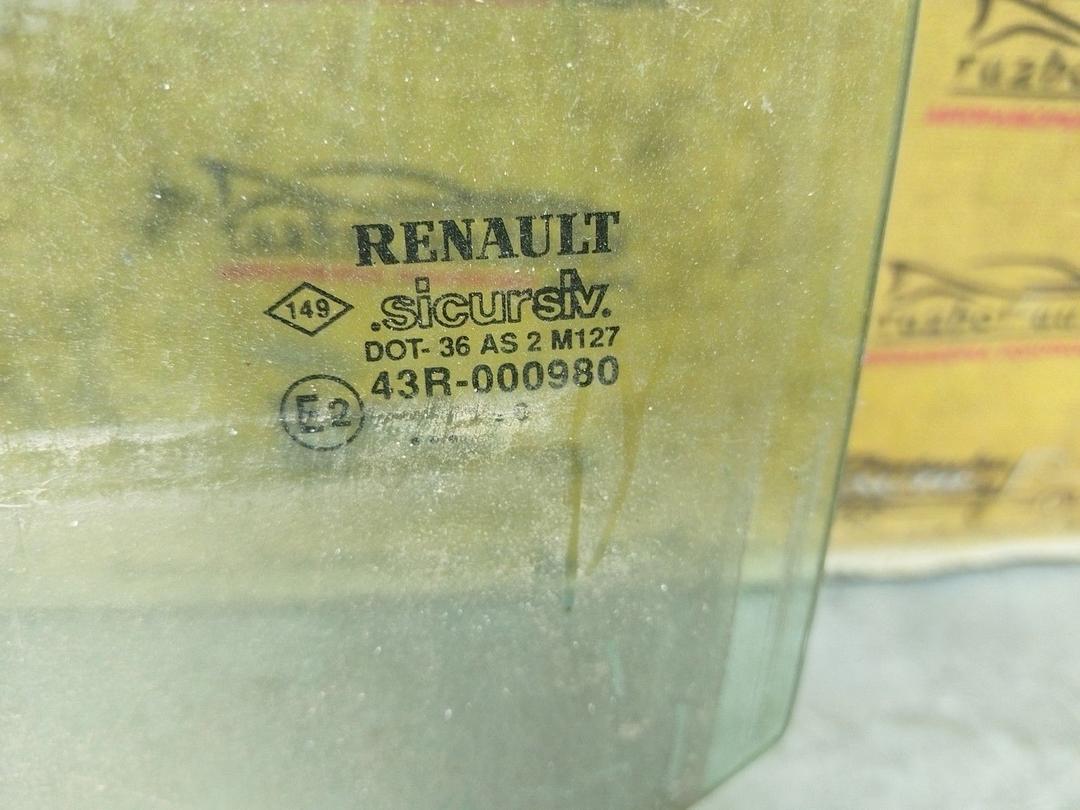 RENAULT
149
.sicursiv.
DOT- 36 AS 2 M127
43R-000980
E2